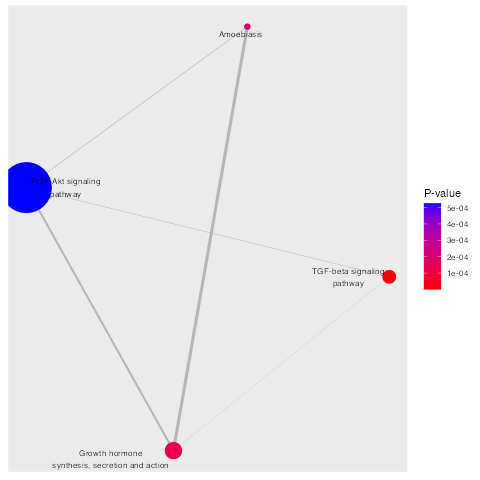 Amoebiasis
PI3K-Akt signaling
pathway
TGF-beta signaling
pathway
Growth hormone
synthesis, secretion and action
P-value
5e-04
4e-04
3e-04
2e-04
1e-04